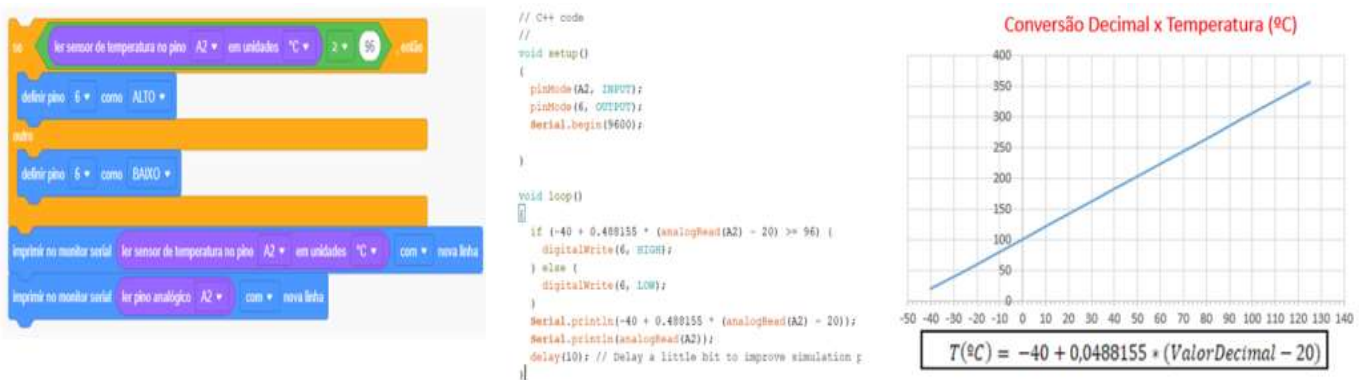 se ler sensor de temperatura no pino A2 em unidades °C ≥ 96 , então
definir pino 6 como ALTO
outro
definir pino 6 como BAIXO
imprimir no monitor serial ler sensor de temperatura no pino A2 em unidades °C com nova linha
imprimir no monitor serial ler pino analógico A2 com nova linha
// C++ code
//
void setup()
{
pinMode(A2, INPUT);
pinMode(6, OUTPUT);
Serial.begin(9600);
}
void loop()
{
if (-40 + 0.488155 * (analogRead(A2) - 20) >= 96) {
digitalWrite(6, HIGH);
} else {
digitalWrite(6, LOW);
}
Serial.println(-40 + 0.488155 * (analogRead(A2) - 20));
Serial.println(analogRead(A2));
delay(10); // Delay a little bit to improve simulation p
}
Conversão Decimal x Temperatura (ºC)
400
350
300
250
200
150
100
50
0
-50 -40 -30 -20 -10 0 10 20 30 40 50 60 70 80 90 100 110 120 130 140
T(ºC) = −40 + 0,0488155 ∗ (ValorDecimal − 20)